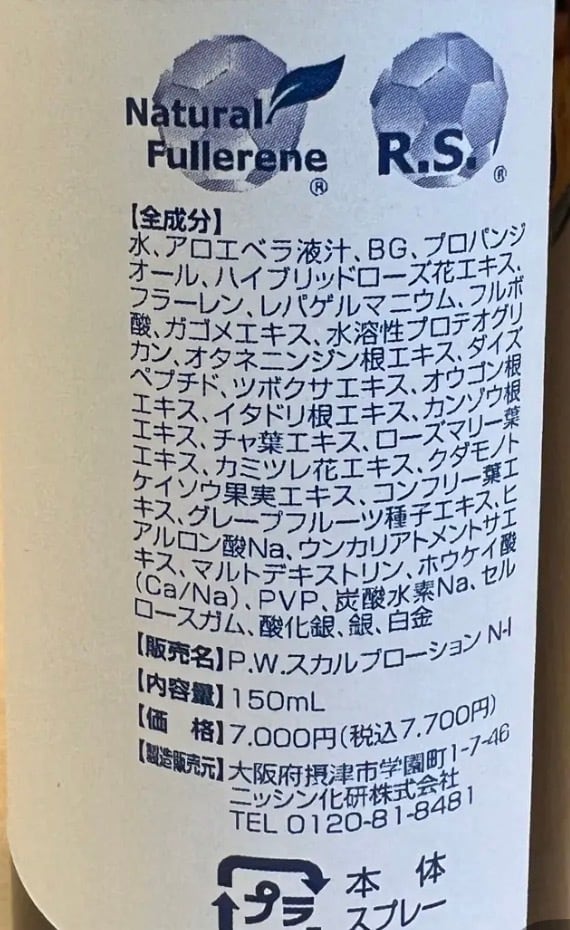 Natural
Fullerene
®
R.S.
®
【全成分】
水、アロエベラ液汁、BG、プロパンジ
オール、ハイブリッドローズ花エキス、
フラーレン、レパゲルマニウム、フルボ
酸、ガゴメエキス、水溶性プロテオグリ
カン、オタネニンジン根エキス、ダイズ
ペプチド、ツボクサエキス、オウゴン根
エキス、イタドリ根エキス、カンゾウ根
エキス、チャ葉エキス、ローズマリー葉
エキス、カミツレ花エキス、クダモノト
ケイソウ果実エキス、コンフリー葉エ
キス、グレープフルーツ種子エキス、ヒ
アルロン酸Na、ウンカリアトメントサエ
キス、マルトデキストリン、ホウケイ酸
(Ca/Na)、PVP、炭酸水素Na、セル
ロースガム、酸化銀、銀、白金
【販売名】P.W.スカルプローション N-I
【内容量】150mL
【価　格】7.000円(税込7.700円)
【製造販売元】大阪府摂津市学園町1-7-46
ニッシン化研株式会社
TEL 0120-81-8481
プラ
本　体
スプレー